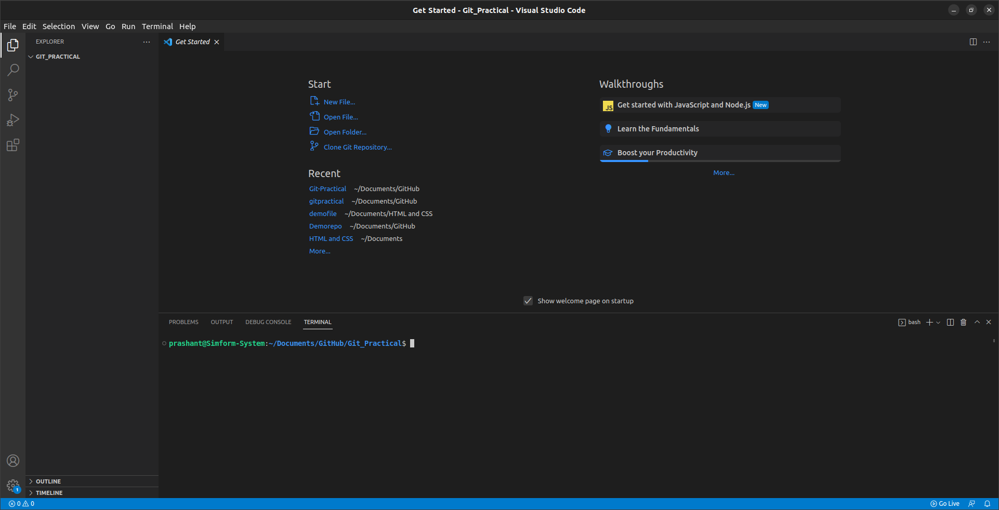 Get Started - Git_Practical - Visual Studio Code
File Edit Selection View Go Run Terminal Help
EXPLORER
GIT_PRACTICAL
OUTLINE
TIMELINE
1
Get Started
Start
New File...
Open File...
Open Folder...
Clone Git Repository...
Recent
Git-Practical ~/Documents/GitHub
gitpractical ~/Documents/GitHub
demofile ~/Documents/HTML and CSS
Demorepo ~/Documents/GitHub
HTML and CSS ~/Documents
More...
Walkthroughs
JS Get started with JavaScript and Node.js New
Learn the Fundamentals
Boost your Productivity
More...
Show welcome page on startup
PROBLEMS OUTPUT DEBUG CONSOLE TERMINAL bash
prashant@Simform-System:~/Documents/GitHub/Git_Practical$
0 0 Go Live